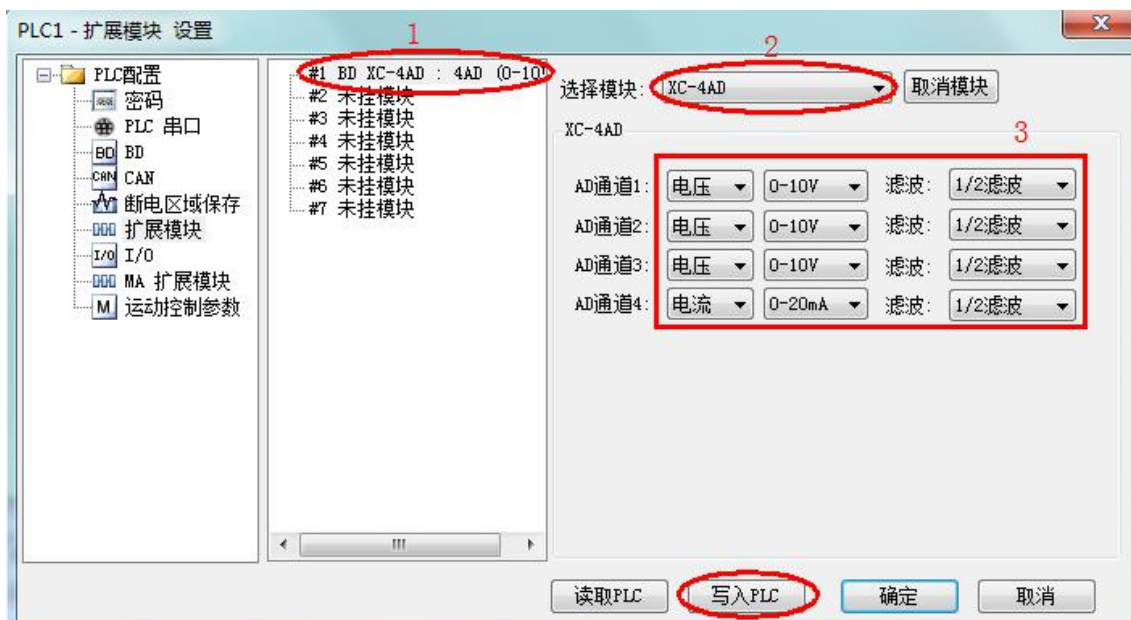 PLC1 - 扩展模块 设置
X
1
2
3
PLC配置
密码
PLC 串口
BD BD
CAN CAN
断电区域保存
扩展模块
I/O I/O
MA 扩展模块
M 运动控制参数
#1 BD XC-4AD : 4AD (0-10
#2 未挂模块
#3 未挂模块
#4 未挂模块
#5 未挂模块
#6 未挂模块
#7 未挂模块
选择模块: XC-4AD 取消模块
XC-4AD
AD通道1: 电压 0-10V 滤波: 1/2滤波
AD通道2: 电压 0-10V 滤波: 1/2滤波
AD通道3: 电压 0-10V 滤波: 1/2滤波
AD通道4: 电流 0-20mA 滤波: 1/2滤波
读取PLC 写入PLC 确定 取消